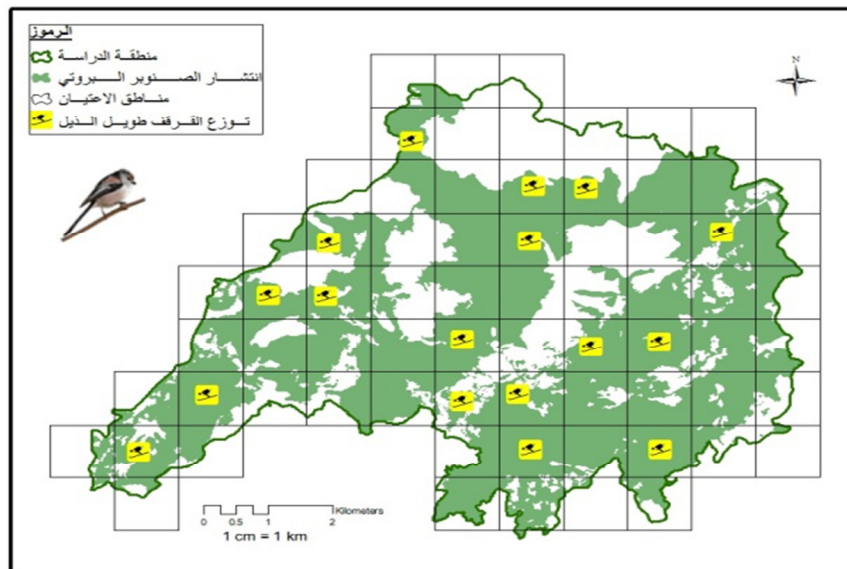 الرموز
منطقة الدراسة
انتشار الصنوبر البروتي
مناطق الاعتيان
توزع القرقف طويل الذيل
N
0 0.5 1 2 Kilometers
1 cm = 1 km